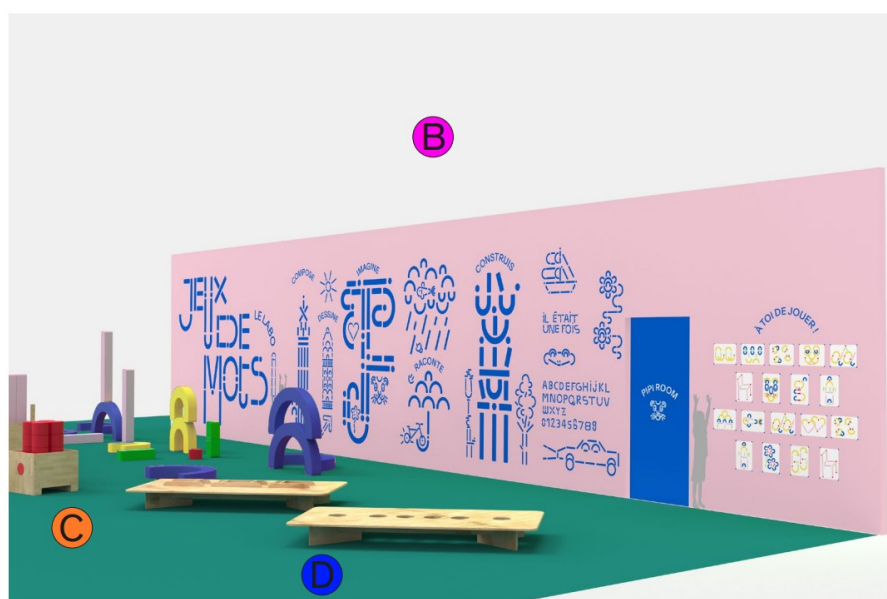 B
JEUX
DE
MOTS
LE LABO
COMPOSE
DESSINE
IMAGINE
RACONTE
CONSTRUIS
iL ÉTAIT
UNE FOIS
ABCDEFGHIJKL
MNOPQRSTUV
WXYZ
0123456789
PIPI ROOM
À TOI DE JOUER !
C
D